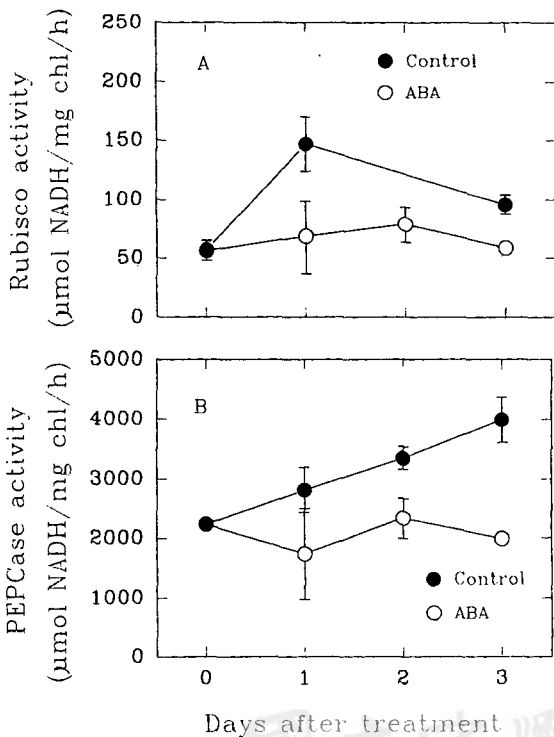 250
200
150
100
50
0
Rubisco activity
(µmol NADH/mg chl/h)
A
Control
ABA
5000
4000
3000
2000
1000
0
PEPCase activity
(µmol NADH/mg chl/h)
B
Control
ABA
0 1 2 3
Days after treatment